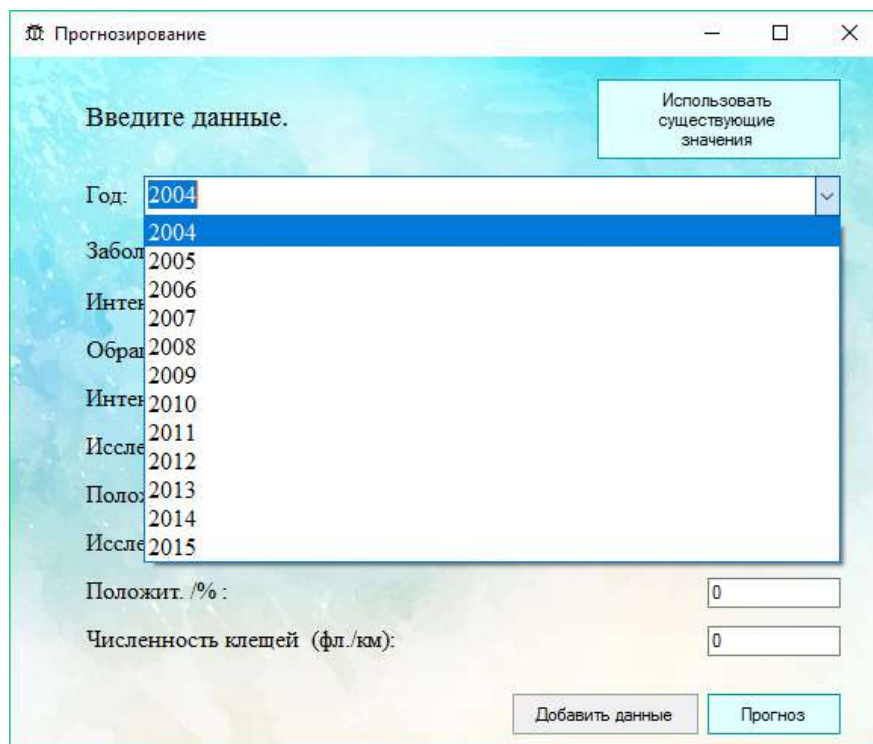 Прогнозирование
Введите данные.
Использовать
существующие
значения
Год: 2004
2004
Забол
2005
2006
Интен
2007
Обращ
2008
2009
Интен
2010
2011
Иссле
2012
Полож
2013
2014
Иссле
2015
Положит. /% : 0
Численность клещей (фл./км): 0
Добавить данные Прогноз